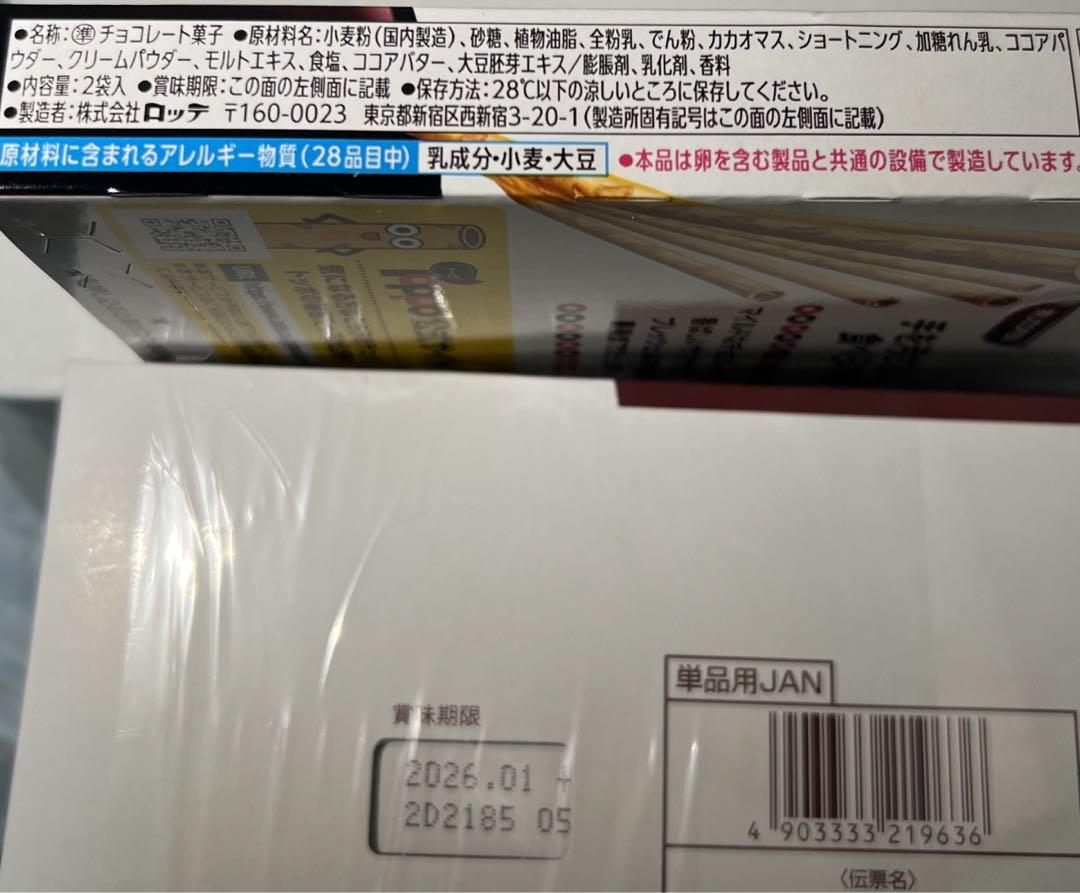 ●名称：㊜チョコレート菓子 ●原材料名：小麦粉（国内製造）、砂糖、植物油脂、全粉乳、でん粉、カカオマス、ショートニング、加糖れん乳、ココアパ
ウダー、クリームパウダー、モルトエキス、食塩、ココアバター、大豆胚芽エキス／膨脹剤、乳化剤、香料
●内容量：2袋入 ●賞味期限：この面の左側面に記載 ●保存方法：28℃以下の涼しいところに保存してください。
●製造者：株式会社ロッテ 〒160-0023 東京都新宿区西新宿3-20-1（製造所固有記号はこの面の左側面に記載）
原材料に含まれるアレルギー物質（28品目中） 乳成分・小麦・大豆 ●本品は卵を含む製品と共通の設備で製造しています。
単品用JAN
賞味期限
2026.01 +
2D2185 05
4 903333 219636
〈伝票名〉